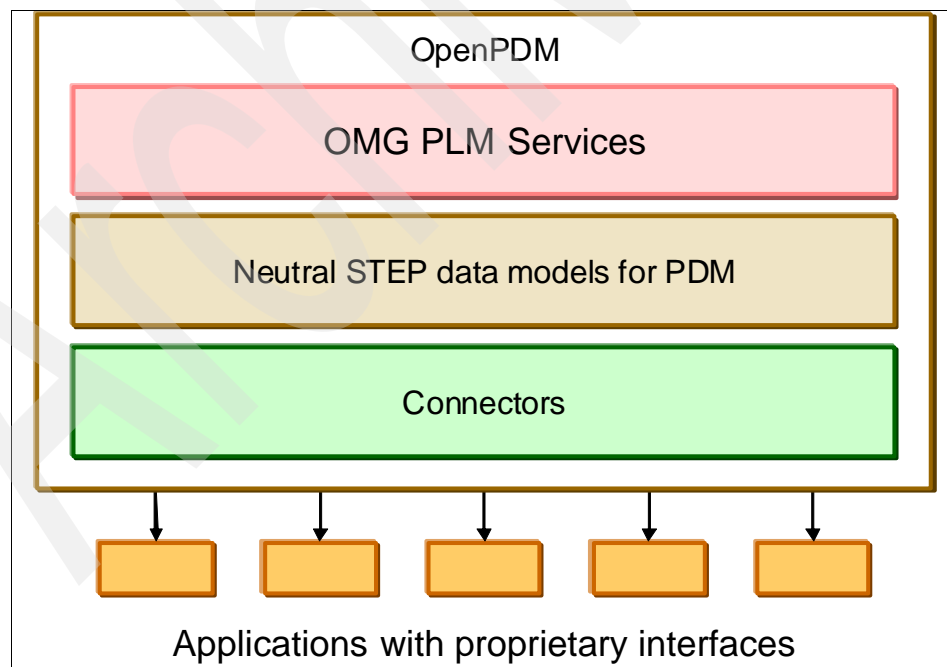 OpenPDM
OMG PLM Services
Neutral STEP data models for PDM
Connectors
Applications with proprietary interfaces